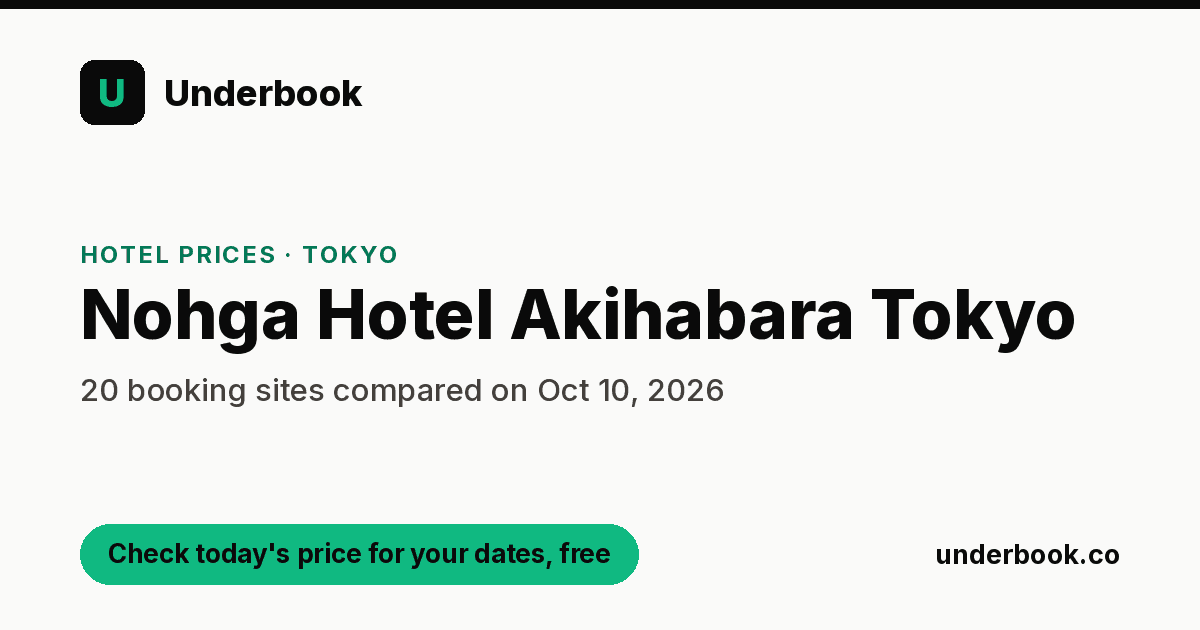 U
Underbook
HOTEL PRICES · TOKYO
Nohga Hotel Akihabara Tokyo
20 booking sites compared on Oct 10, 2026
Check today's price for your dates, free
underbook.co